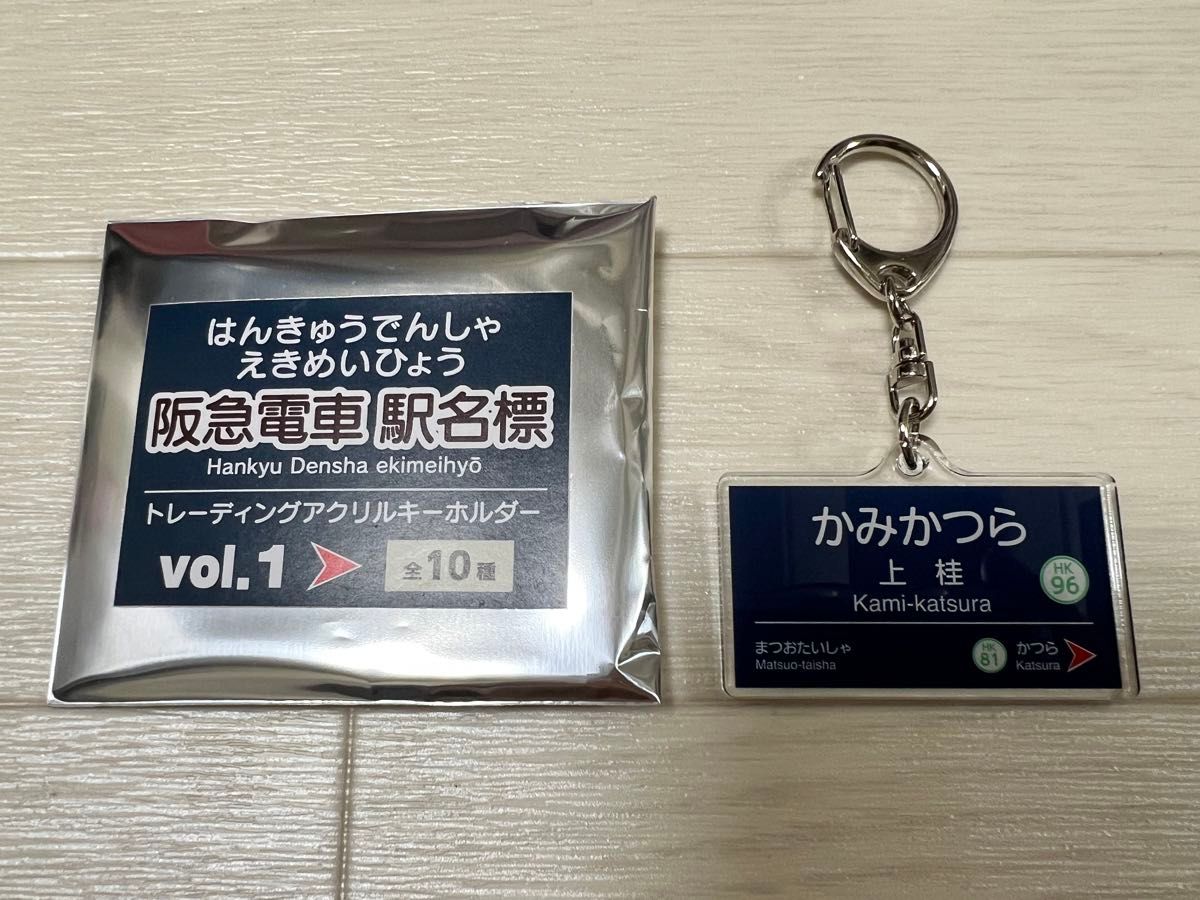 はんきゅうでんしゃ
えきめいひょう
阪急電車 駅名標
Hankyu Densha ekimeihyō
トレーディングアクリルキーホルダー
vol.1 全10種
かみかつら
上 桂
HK
96
Kami-katsura
まつおたいしゃ
Matsuo-taisha
HK
81
かつら
Katsura